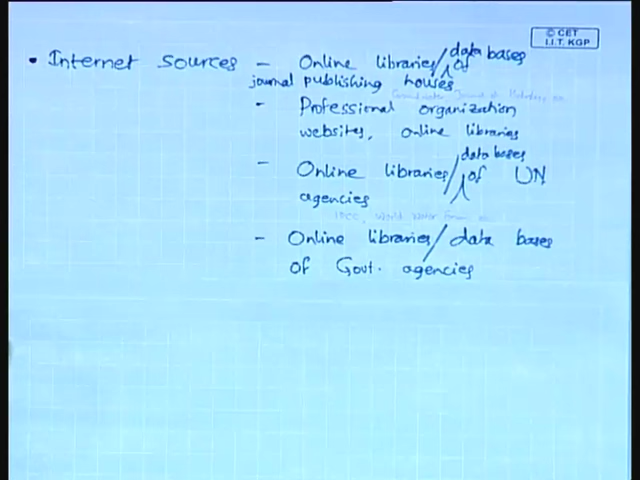 © CET
I.I.T. KGP
• Internet sources - Online libraries/data bases of
journal publishing houses
- Professional organization
websites, online libraries
- Online libraries/data bases of UN
agencies
- Online libraries/data bases
of Govt. agencies